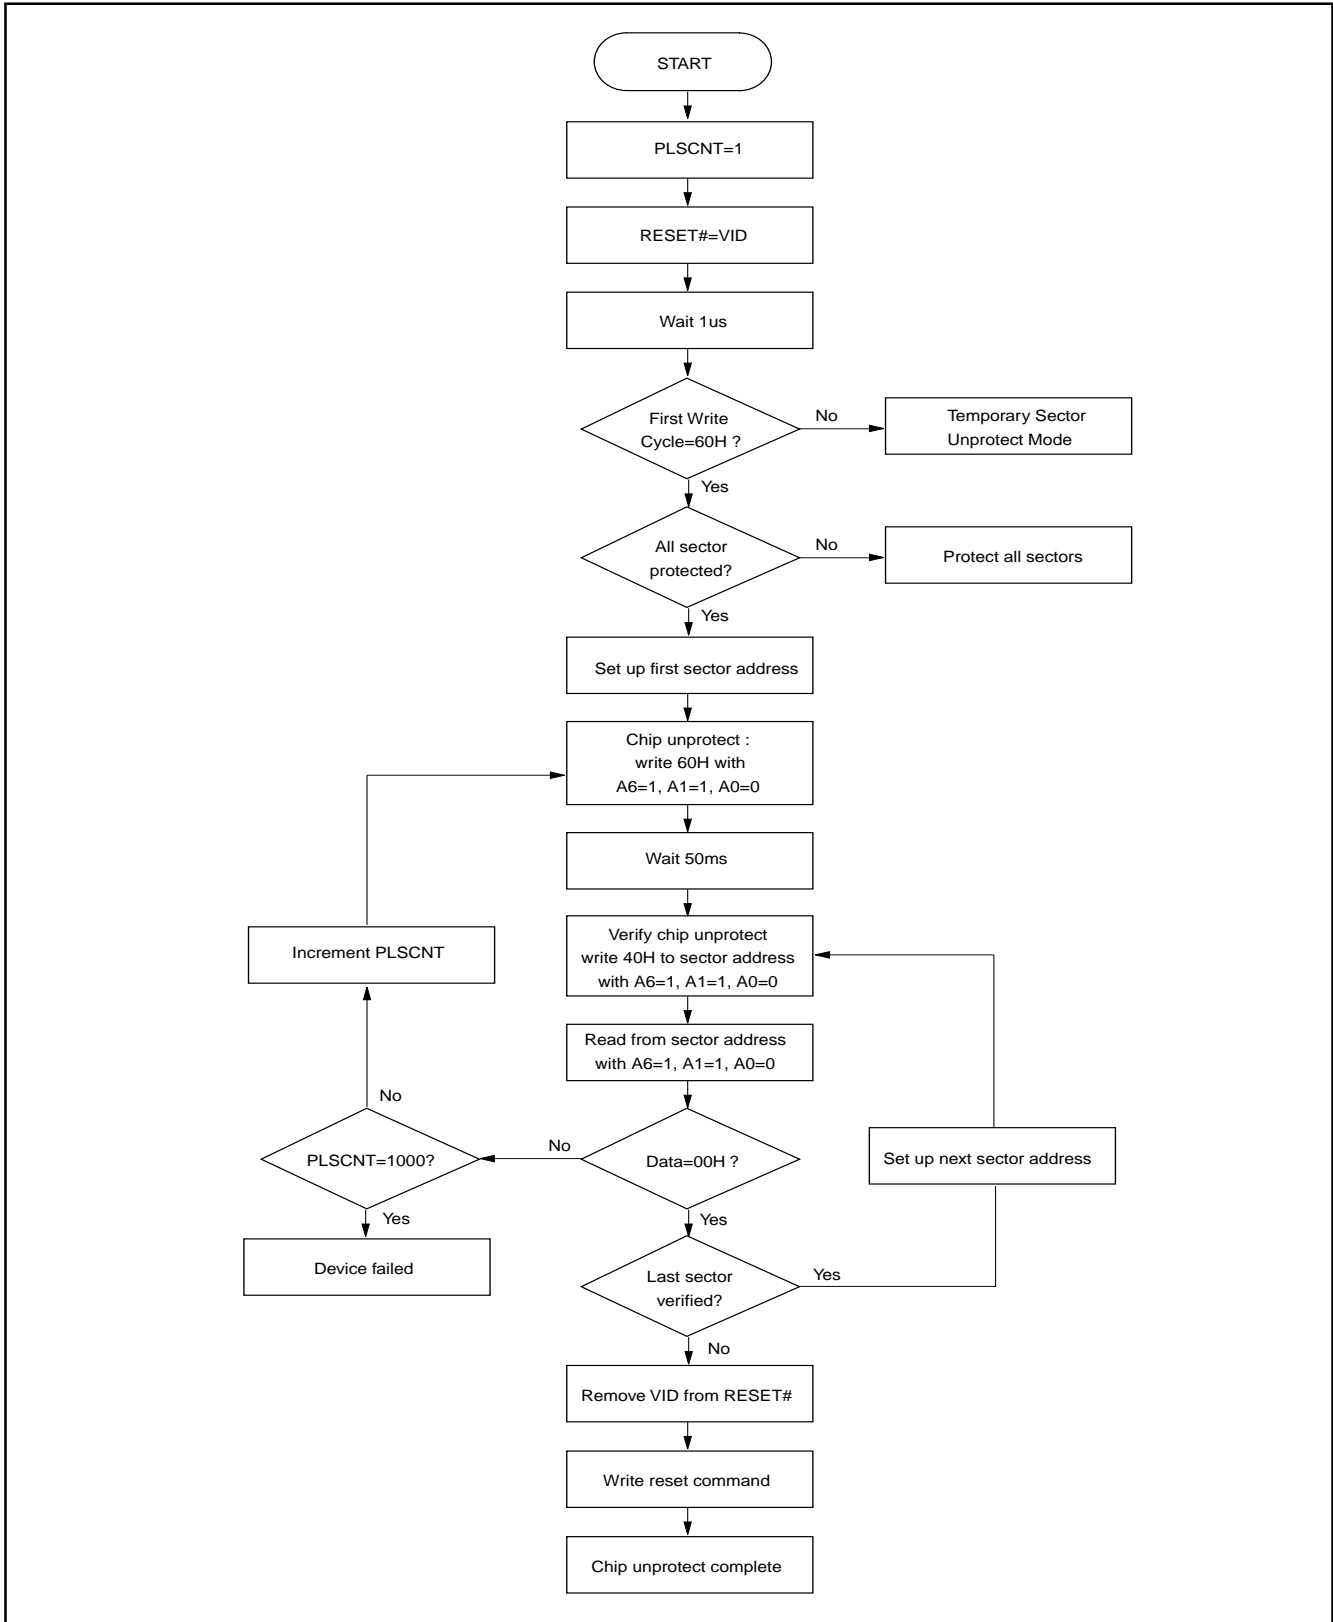 START
PLSCNT=1
RESET#=VID
Wait 1us
First Write
Cycle=60H ?
No
Temporary Sector
Unprotect Mode
Yes
All sector
protected?
No
Protect all sectors
Yes
Set up first sector address
Chip unprotect :
write 60H with
A6=1, A1=1, A0=0
Wait 50ms
Increment PLSCNT
Verify chip unprotect
write 40H to sector address
with A6=1, A1=1, A0=0
Read from sector address
with A6=1, A1=1, A0=0
No
PLSCNT=1000?
No
Data=00H ?
Set up next sector address
Yes
Yes
Device failed
Last sector
verified?
Yes
No
Remove VID from RESET#
Write reset command
Chip unprotect complete